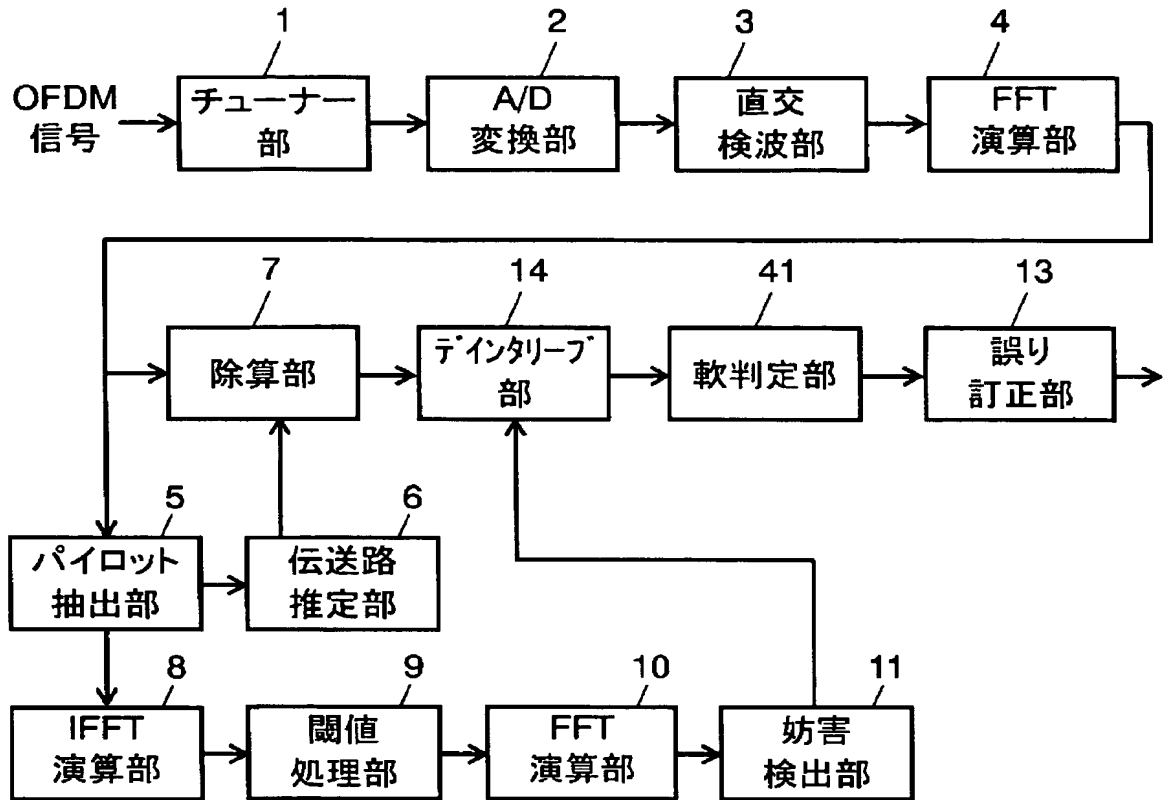 1
2
3
4
OFDM
信号
チューナー
部
A/D
変換部
直交
検波部
FFT
演算部
7
14
41
13
除算部
デインタリーブ
部
軟判定部
誤り
訂正部
5
6
パイロット
抽出部
伝送路
推定部
8
9
10
11
IFFT
演算部
閾値
処理部
FFT
演算部
妨害
検出部